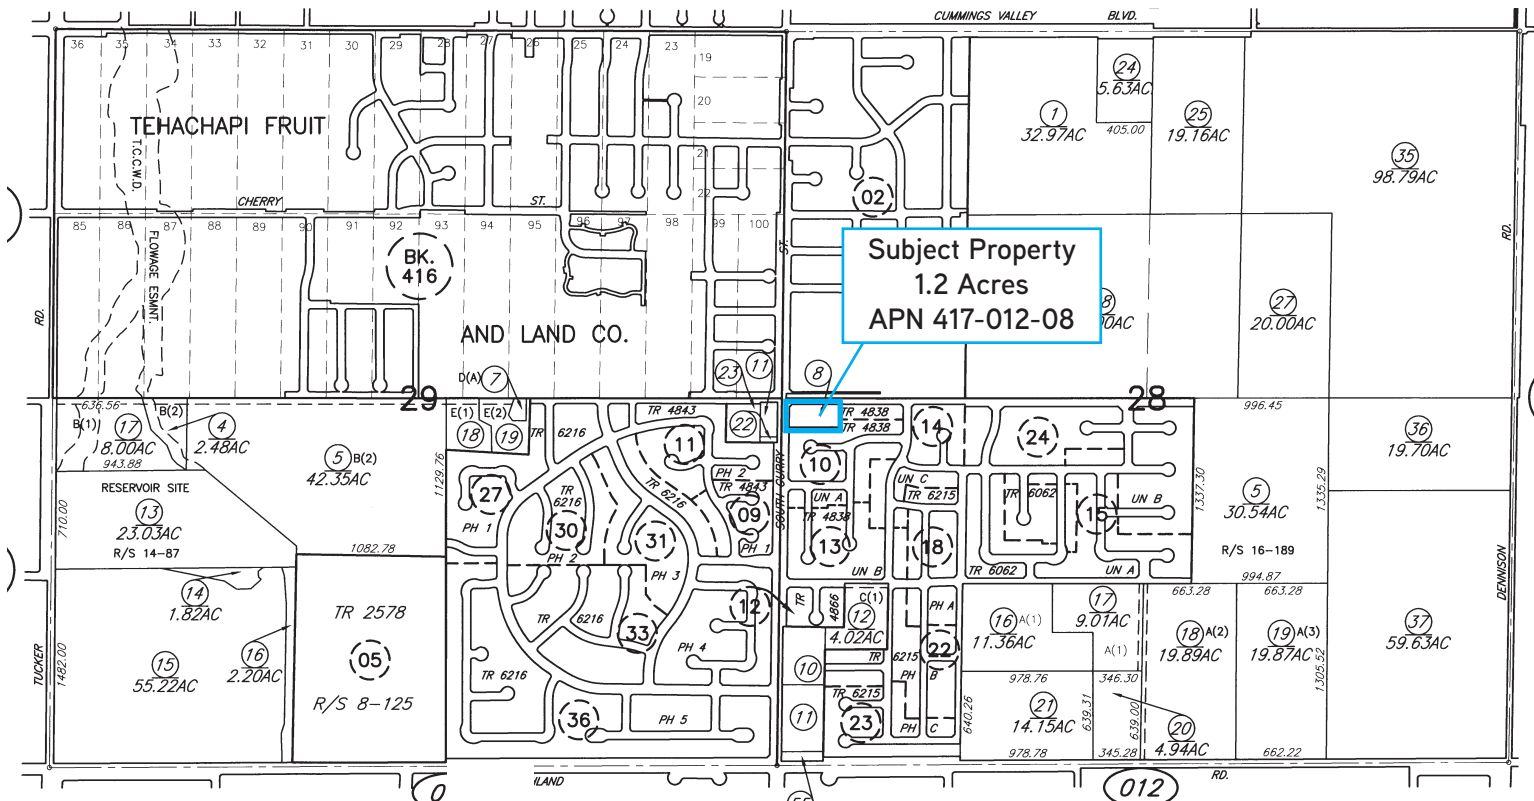 CUMMINGS VALLEY BLVD.
36 35 34 33 32 31 30 29 28 27 26 25 24 23
19
20
21
22
TEHACHAPI FRUIT
T.C.C.W.D.
24
5.63AC
1
32.97AC
405.00
25
19.16AC
35
98.79AC
02
CHERRY ST.
85 86 87 88 89 90 91 92 93 94 95 96 97 98 99 100
FLOWAGE ESMNT
BK.
416
ST.
RD.
RD.
Subject Property
1.2 Acres
APN 417-012-08
27
20.00AC
AND LAND CO.
D(A) 7
23 11
8
29
28
636.56
B(2)
B(1)
17
8.00AC
943.88
4
2.48AC
5 B(2)
42.35AC
1129.76
E(1) E(2)
18 19
TR 6216
TR 4843
22
11
TR 4838
TR 4838
14
24
996.45
36
19.70AC
RESERVOIR SITE
13
23.03AC
R/S 14-87
710.00
1082.78
27
PH 1
TR
6216
30
PH 2
TR 6216
31
PH 3
PH 2
TR 4843
09
PH 1
SOUTH CURRY
10
UN A
TR 4838
13
UN B
UN C
TR 6215
18
TR 6062
15
UN B
TR 6062
UN A
1337.30
5
30.54AC
R/S 16-189
994.87
1335.29
DENNISON
14
1.82AC
16
2.20AC
15
55.22AC
1482.00
TUCKER
TR 2578
05
R/S 8-125
TR 6216
33
PH 4
12
TR
4866
C(1)
12
4.02AC
PH A
22
TR 6215
PH B
TR 6215
23
PH C
10
11
TR 6216
36
PH 5
16 A(1)
11.36AC
17
9.01AC
A(1)
663.28
663.28
18 A(2)
19.89AC
19 A(3)
19.87AC
1305.52
37
59.63AC
978.76
346.30
640.26
21
14.15AC
639.31
639.00
20
4.94AC
978.78
345.28
662.22
HLAND
RD.
012